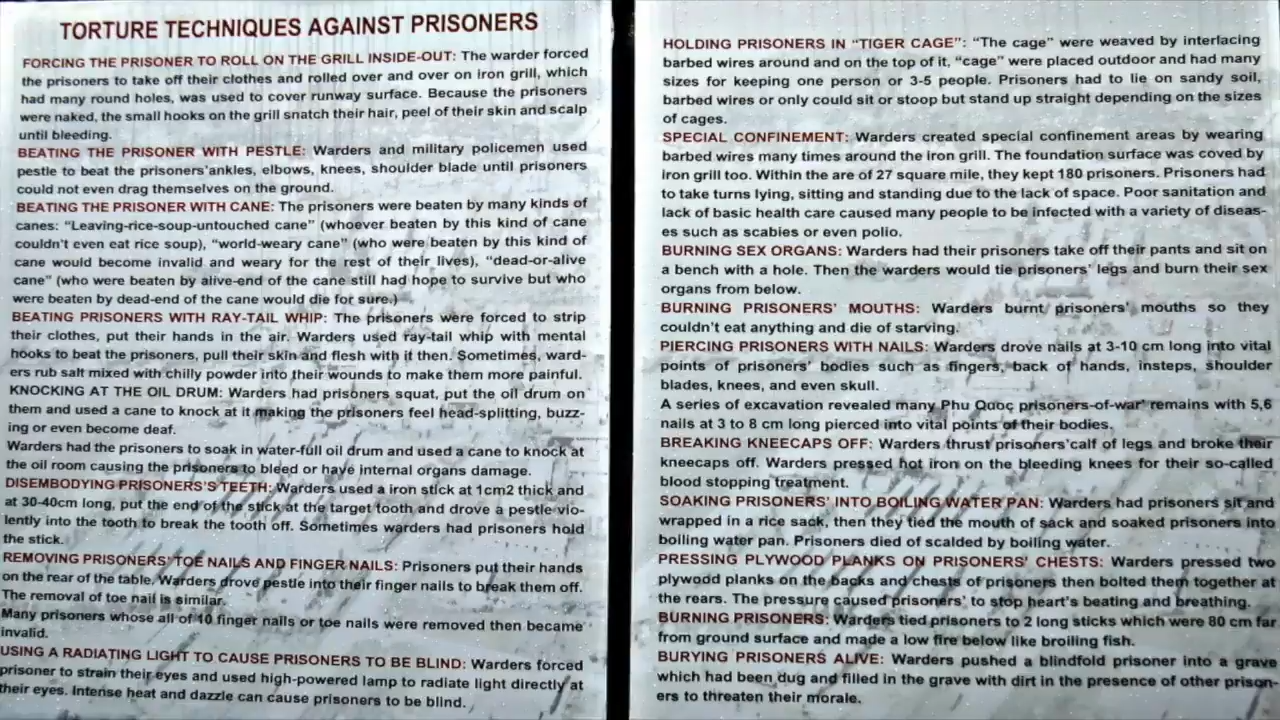 TORTURE TECHNIQUES AGAINST PRISONERS
FORCING THE PRISONER TO ROLL ON THE GRILL INSIDE-OUT: The warder forced
the prisoners to take off their clothes and rolled over and over on iron grill, which
had many round holes, was used to cover runway surface. Because the prisoners
were naked, the small hooks on the grill snatch their hair, peel of their skin and scalp
until bleeding.
BEATING THE PRISONER WITH PESTLE: Warders and military policemen used
pestle to beat the prisoners'ankles, elbows, knees, shoulder blade until prisoners
could not even drag themselves on the ground.
BEATING THE PRISONER WITH CANE: The prisoners were beaten by many kinds of
canes: “Leaving-rice-soup-untouched cane” (whoever beaten by this kind of cane
couldn't even eat rice soup), “world-weary cane” (who were beaten by this kind of
cane would become invalid and weary for the rest of their lives), “dead-or-alive
cane” (who were beaten by alive-end of the cane still had hope to survive but who
were beaten by dead-end of the cane would die for sure.)
BEATING PRISONERS WITH RAY-TAIL WHIP: The prisoners were forced to strip
their clothes, put their hands in the air. Warders used ray-tail whip with mental
hooks to beat the prisoners, pull their skin and flesh with it then. Sometimes, ward-
ers rub salt mixed with chilly powder into their wounds to make them more painful.
KNOCKING AT THE OIL DRUM: Warders had prisoners squat, put the oil drum on
them and used a cane to knock at it making the prisoners feel head-splitting, buzz-
ing or even become deaf.
Warders had the prisoners to soak in water-full oil drum and used a cane to knock at
the oil room causing the prisoners to bleed or have internal organs damage.
DISEMBODYING PRISONERS'S TEETH: Warders used a iron stick at 1cm2 thick and
at 30-40cm long, put the end of the stick at the target tooth and drove a pestle vio-
lently into the tooth to break the tooth off. Sometimes warders had prisoners hold
the stick.
REMOVING PRISONERS' TOE NAILS AND FINGER NAILS: Prisoners put their hands
on the rear of the table. Warders drove pestle into their finger nails to break them off.
The removal of toe nail is similar.
Many prisoners whose all of 10 finger nails or toe nails were removed then became
invalid.
USING A RADIATING LIGHT TO CAUSE PRISONERS TO BE BLIND: Warders forced
prisoner to strain their eyes and used high-powered lamp to radiate light directly at
their eyes. Intense heat and dazzle can cause prisoners to be blind.
HOLDING PRISONERS IN “TIGER CAGE”: “The cage” were weaved by interlacing
barbed wires around and on the top of it, “cage” were placed outdoor and had many
sizes for keeping one person or 3-5 people. Prisoners had to lie on sandy soil,
barbed wires or only could sit or stoop but stand up straight depending on the sizes
of cages.
SPECIAL CONFINEMENT: Warders created special confinement areas by wearing
barbed wires many times around the iron grill. The foundation surface was coved by
iron grill too. Within the are of 27 square mile, they kept 180 prisoners. Prisoners had
to take turns lying, sitting and standing due to the lack of space. Poor sanitation and
lack of basic health care caused many people to be infected with a variety of diseas-
es such as scabies or even polio.
BURNING SEX ORGANS: Warders had their prisoners take off their pants and sit on
a bench with a hole. Then the warders would tie prisoners' legs and burn their sex
organs from below.
BURNING PRISONERS' MOUTHS: Warders burnt prisoners' mouths so they
couldn't eat anything and die of starving.
PIERCING PRISONERS WITH NAILS: Warders drove nails at 3-10 cm long into vital
points of prisoners' bodies such as fingers, back of hands, insteps, shoulder
blades, knees, and even skull.
A series of excavation revealed many Phu Quoc prisoners-of-war' remains with 5,6
nails at 3 to 8 cm long pierced into vital points of their bodies.
BREAKING KNEECAPS OFF: Warders thrust prisoners'calf of legs and broke their
kneecaps off. Warders pressed hot iron on the bleeding knees for their so-called
blood stopping treatment.
SOAKING PRISONERS' INTO BOILING WATER PAN: Warders had prisoners sit and
wrapped in a rice sack, then they tied the mouth of sack and soaked prisoners into
boiling water pan. Prisoners died of scalded by boiling water.
PRESSING PLYWOOD PLANKS ON PRISONERS' CHESTS: Warders pressed two
plywood planks on the backs and chests of prisoners then bolted them together at
the rears. The pressure caused prisoners' to stop heart's beating and breathing.
BURNING PRISONERS: Warders tied prisoners to 2 long sticks which were 80 cm far
from ground surface and made a low fire below like broiling fish.
BURYING PRISONERS ALIVE: Warders pushed a blindfold prisoner into a grave
which had been dug and filled in the grave with dirt in the presence of other prison-
ers to threaten their morale.